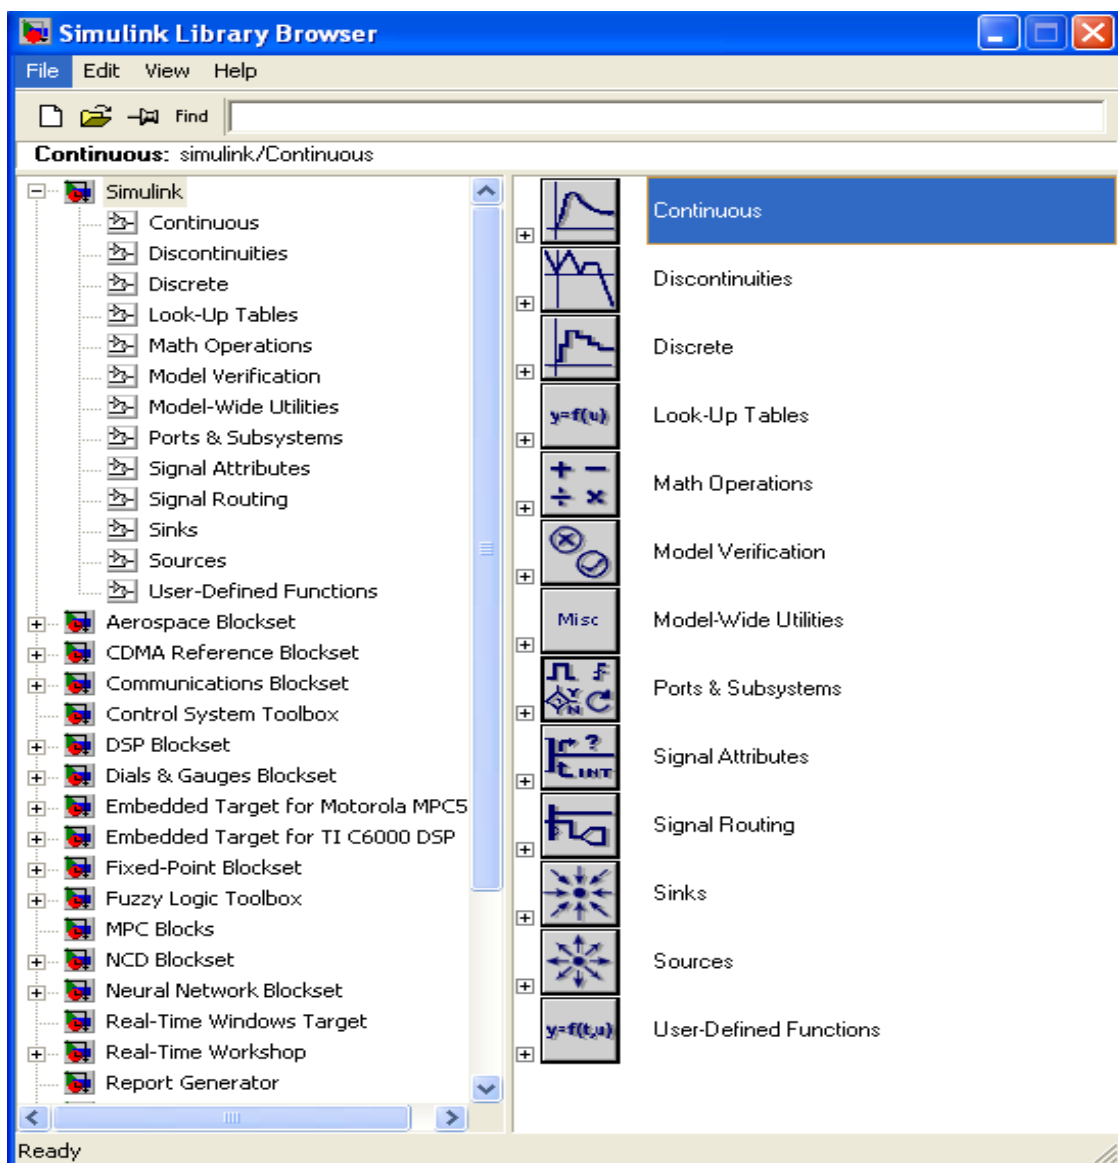 Simulink Library Browser
File Edit View Help
Find
Continuous: simulink/Continuous
Simulink
Continuous
Discontinuities
Discrete
Look-Up Tables
Math Operations
Model Verification
Model-Wide Utilities
Ports & Subsystems
Signal Attributes
Signal Routing
Sinks
Sources
User-Defined Functions
Aerospace Blockset
CDMA Reference Blockset
Communications Blockset
Control System Toolbox
DSP Blockset
Dials & Gauges Blockset
Embedded Target for Motorola MPC5
Embedded Target for TI C6000 DSP
Fixed-Point Blockset
Fuzzy Logic Toolbox
MPC Blocks
NCD Blockset
Neural Network Blockset
Real-Time Windows Target
Real-Time Workshop
Report Generator
Continuous
Discontinuities
Discrete
y=f(u) Look-Up Tables
+ − ÷ × Math Operations
Model Verification
Misc Model-Wide Utilities
Y N Ports & Subsystems
? INT Signal Attributes
Signal Routing
Sinks
Sources
y=f(t,u) User-Defined Functions
Ready